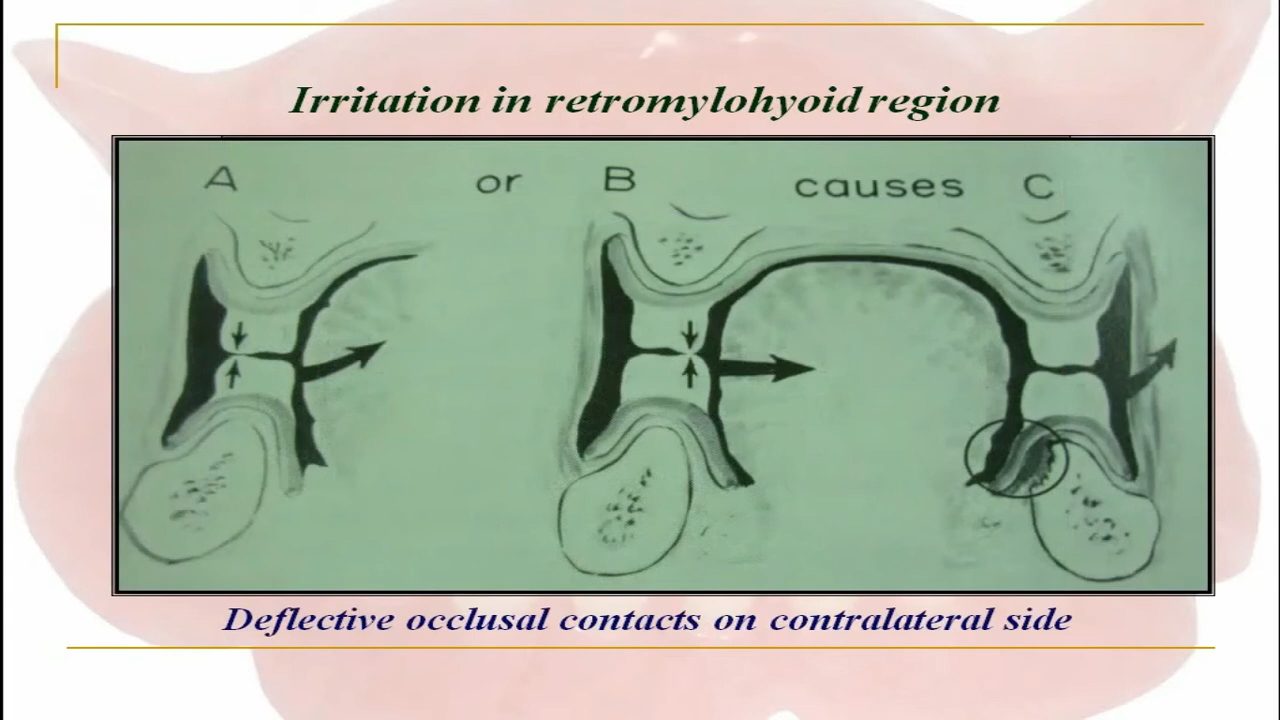 Irritation in retromylohyoid region
A or B causes C
Deflective occlusal contacts on contralateral side